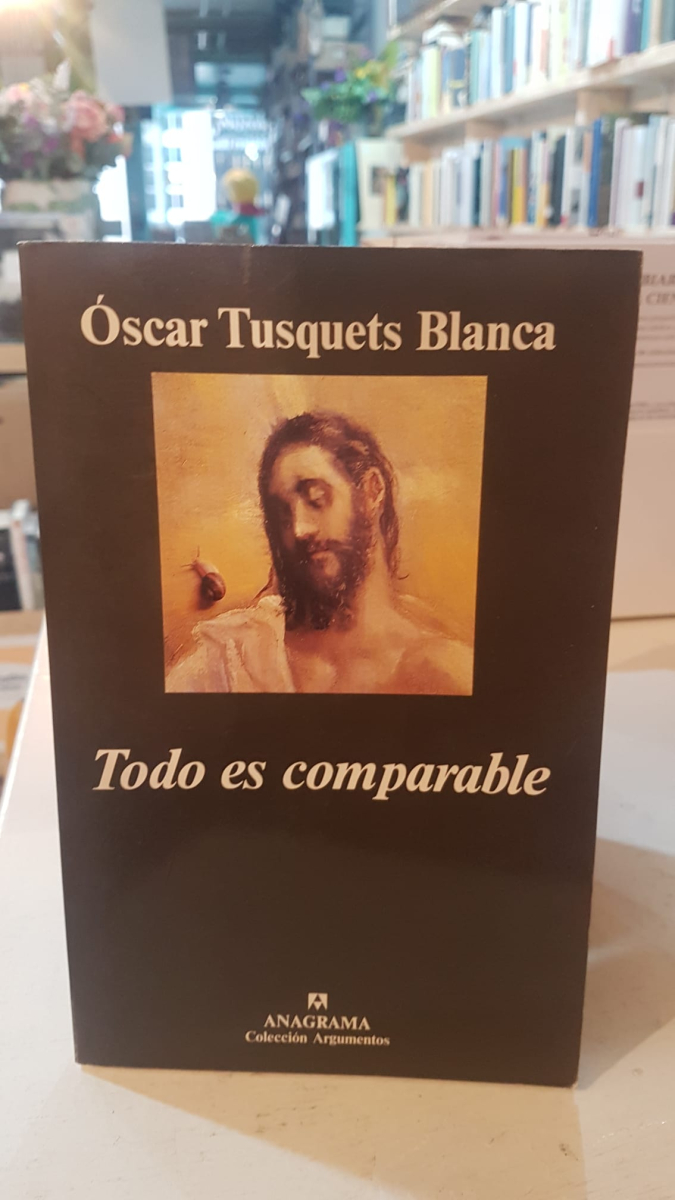 Óscar Tusquets Blanca
Todo es comparable
ANAGRAMA
Colección Argumentos